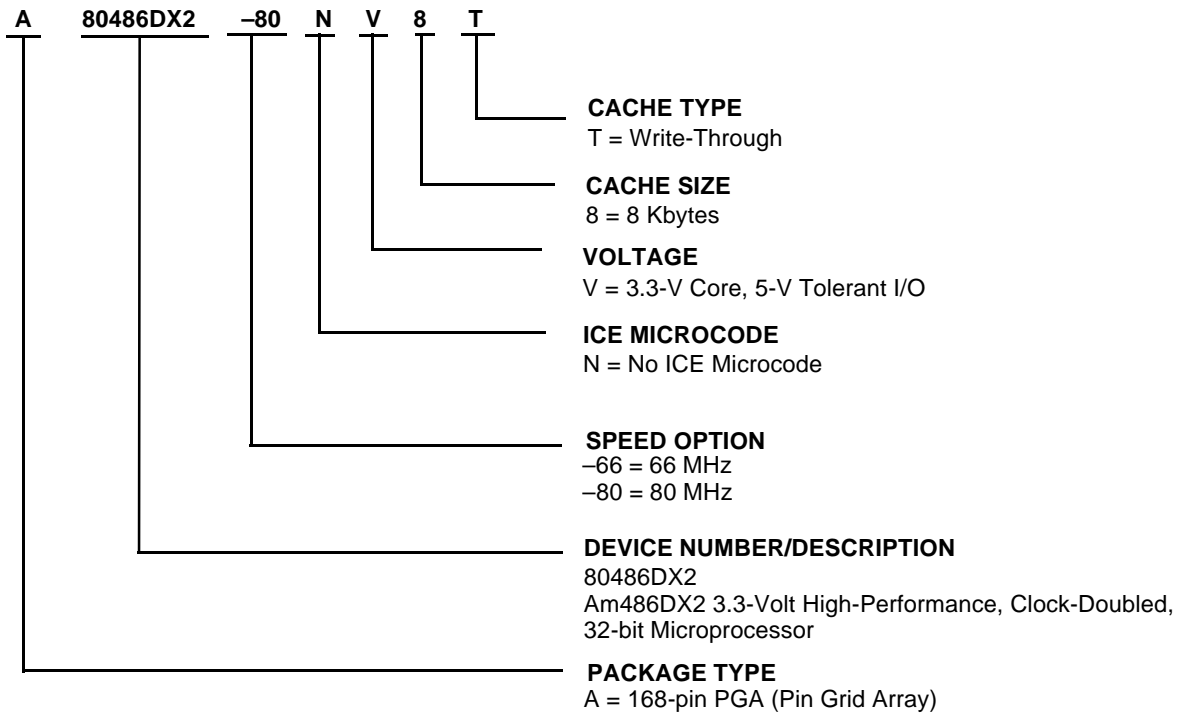 A 80486DX2 –80 N V 8 T
CACHE TYPE
T = Write-Through
CACHE SIZE
8 = 8 Kbytes
VOLTAGE
V = 3.3-V Core, 5-V Tolerant I/O
ICE MICROCODE
N = No ICE Microcode
SPEED OPTION
–66 = 66 MHz
–80 = 80 MHz
DEVICE NUMBER/DESCRIPTION
80486DX2
Am486DX2 3.3-Volt High-Performance, Clock-Doubled,
32-bit Microprocessor
PACKAGE TYPE
A = 168-pin PGA (Pin Grid Array)